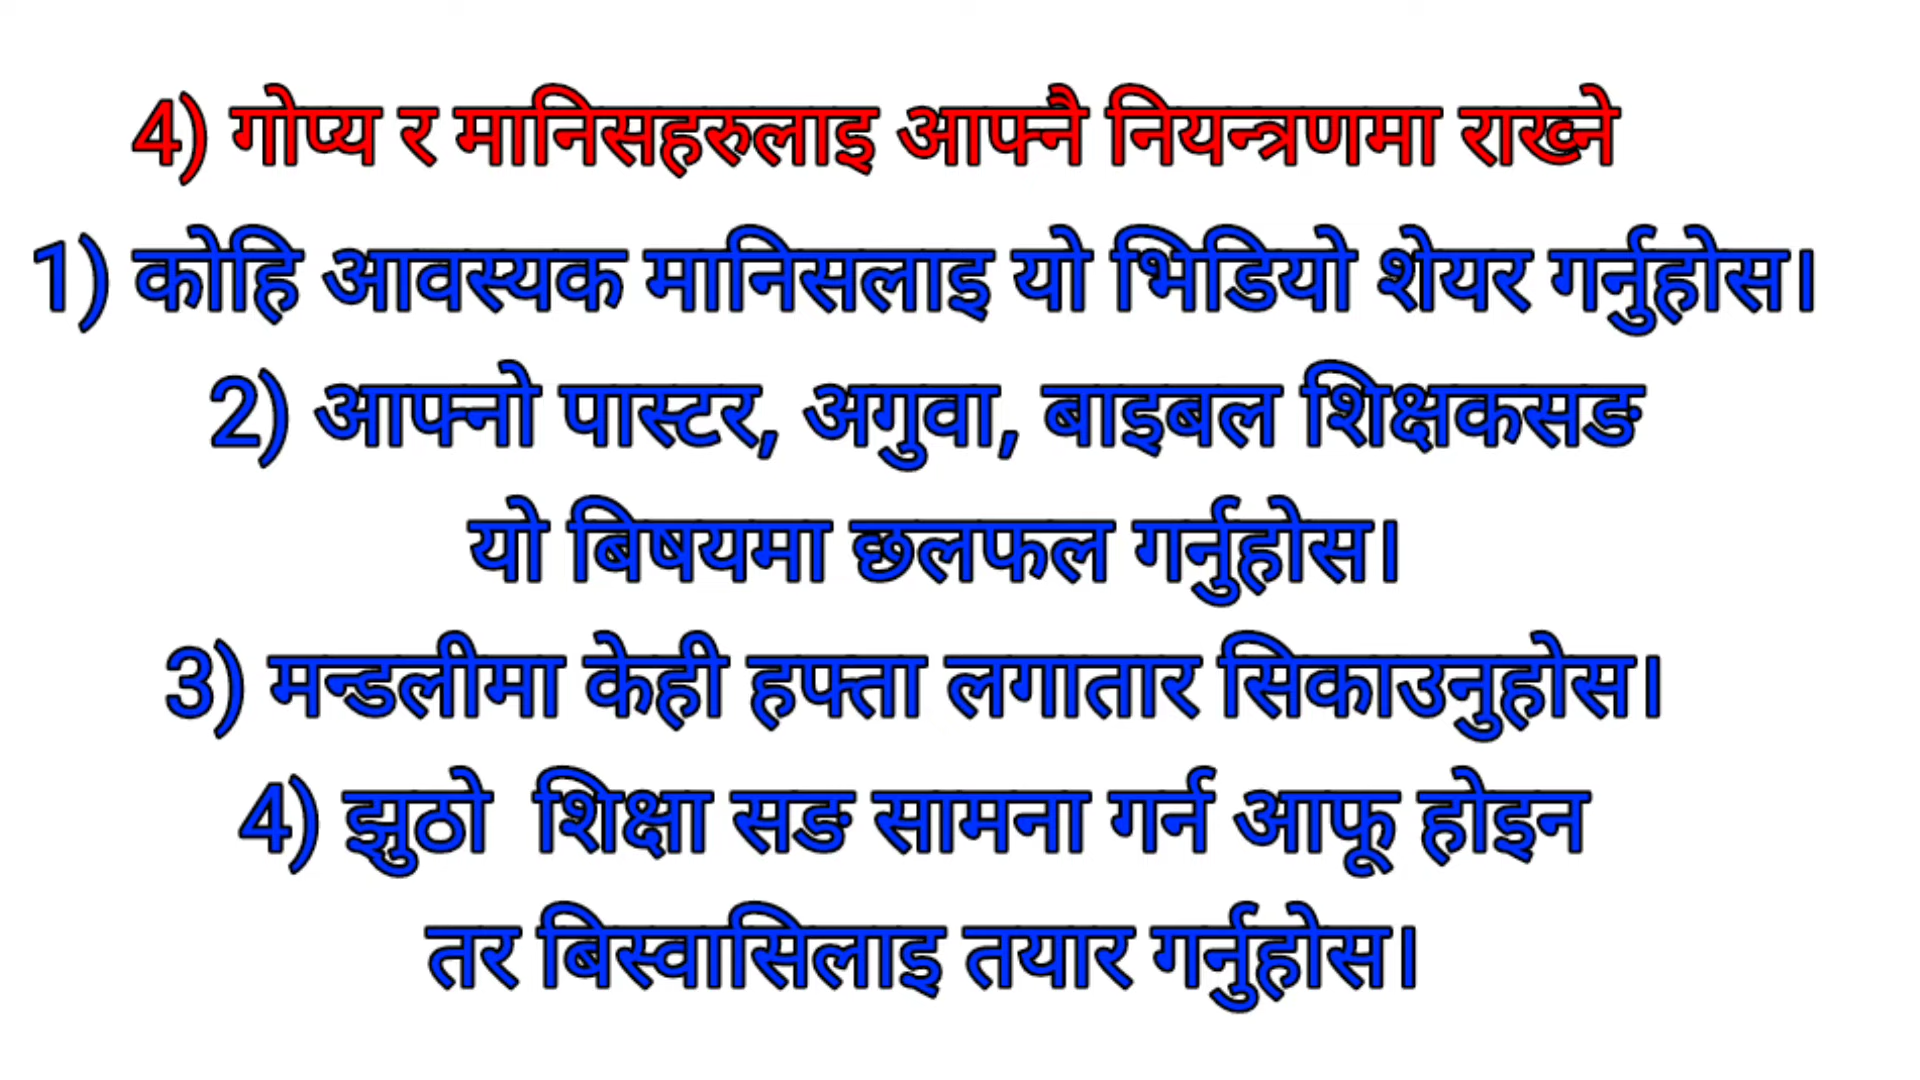 4) गोप्य र मानिसहरुलाइ आफ्नै नियन्त्रणमा राख्ने
1) कोहि आवस्यक मानिसलाइ यो भिडियो शेयर गर्नुहोस।
2) आफ्नो पास्टर, अगुवा, बाइबल शिक्षकसङ
यो बिषयमा छलफल गर्नुहोस।
3) मन्डलीमा केही हफ्ता लगातार सिकाउनुहोस।
4) झुठो  शिक्षा सङ सामना गर्न आफू होइन
तर बिस्वासिलाइ तयार गर्नुहोस।